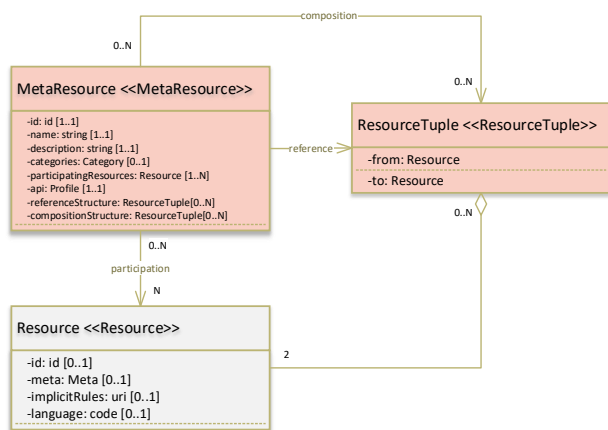 composition
0..N
0..N
MetaResource <<MetaResource>>
-id: id [1..1]
-name: string [1..1]
-description: string [1..1]
-categories: Category [0..1]
-participatingResources: Resource [1..N]
-api: Profile [1..1]
-referenceStructure: ResourceTuple[0..N]
-compositionStructure: ResourceTuple[0..N]
reference
ResourceTuple <<ResourceTuple>>
-from: Resource
-to: Resource
0..N
0..N
participation
N
Resource <<Resource>>
-id: id [0..1]
-meta: Meta [0..1]
-implicitRules: uri [0..1]
-language: code [0..1]
2